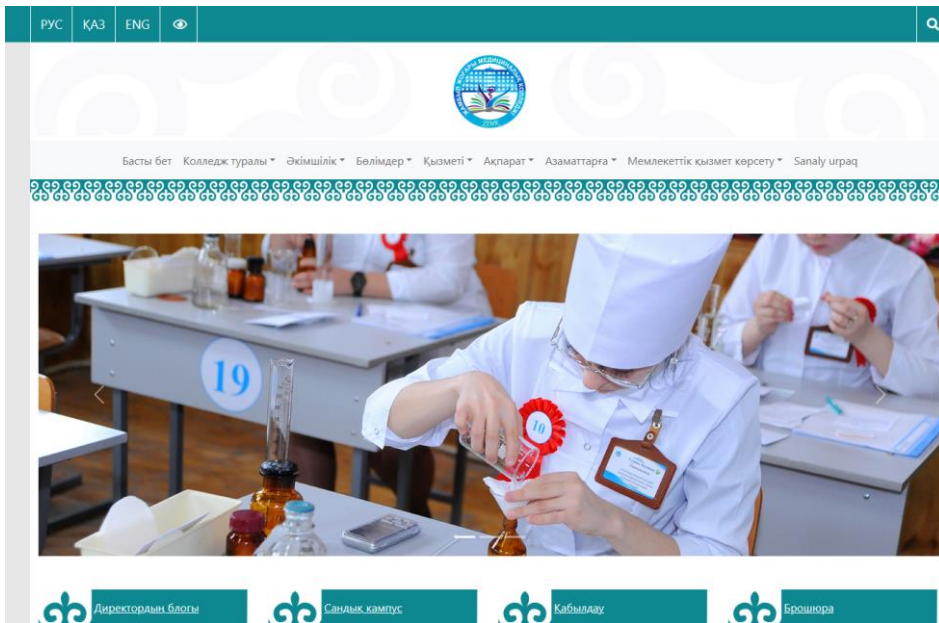 РУС ҚАЗ ENG
Басты бет Колледж туралы Әкімшілік Бөлімдер Қызметі Ақпарат Азаматтарға Мемлекеттік қызмет көрсету Sanaly urpaq
19
10
Директордың блогы Сандық кампус Қабылдау Брошюра